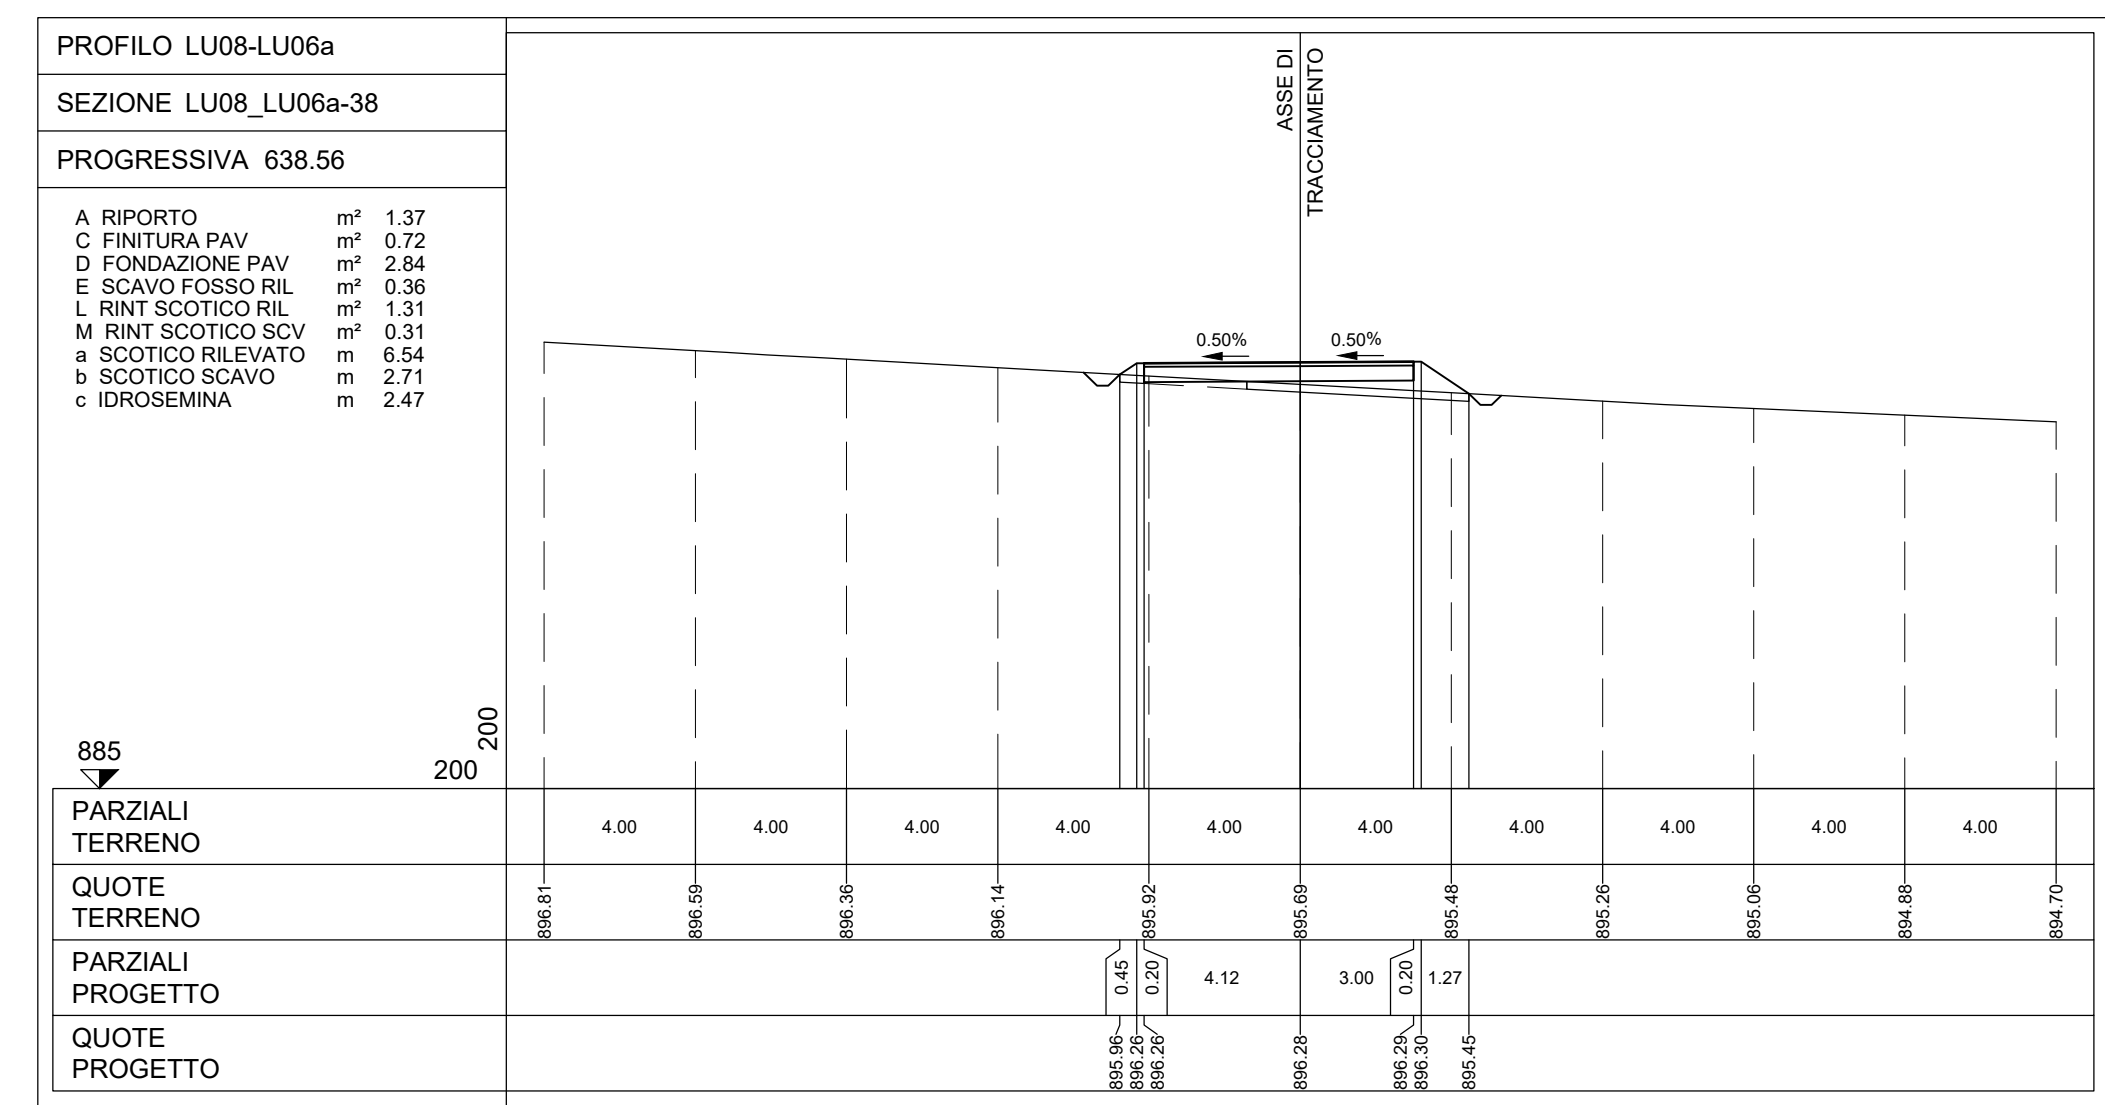 PROFILO LU08-LU06a
SEZIONE LU08_LU06a-38
PROGRESSIVA 638.56
A RIPORTO m² 1.37
C FINITURA PAV m² 0.72
D FONDAZIONE PAV m² 2.84
E SCAVO FOSSO RIL m² 0.36
L RINT SCOTICO RIL m² 1.31
M RINT SCOTICO SCV m² 0.31
a SCOTICO RILEVATO m 6.54
b SCOTICO SCAVO m 2.71
c IDROSEMINA m 2.47
ASSE DI
TRACCIAMENTO
0.50% 0.50%
885
200
200
PARZIALI
TERRENO
4.00 4.00 4.00 4.00 4.00 4.00 4.00 4.00 4.00 4.00
QUOTE
TERRENO
896.81 896.59 896.36 896.14 895.92 895.69 895.48 895.26 895.06 894.88 894.70
PARZIALI
PROGETTO
0.45 0.20 4.12 3.00 0.20 1.27
QUOTE
PROGETTO
895.96 896.26 896.26 896.28 896.29 896.30 895.45